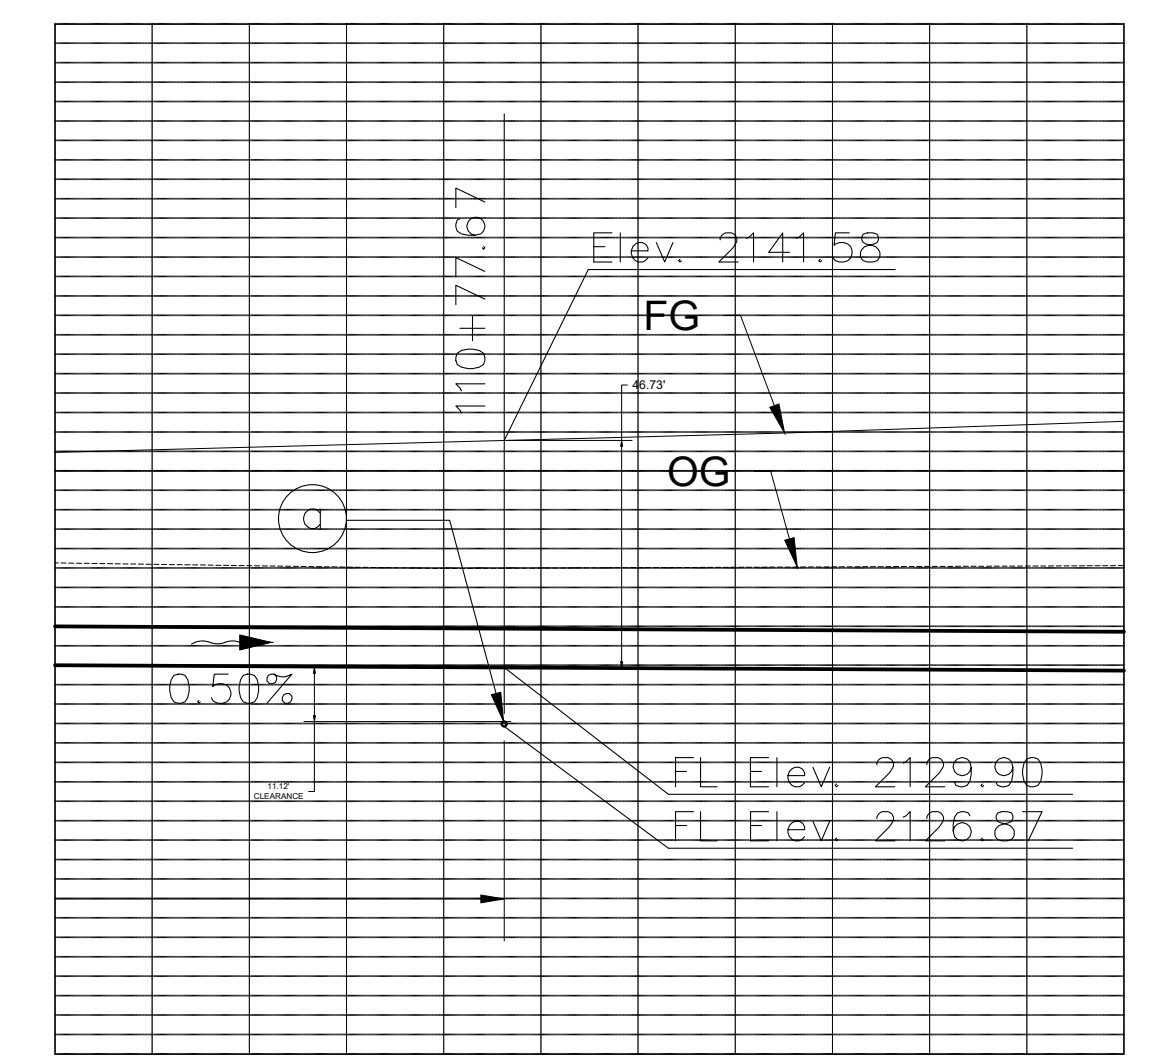 110+77.67
Elev. 2141.58
FG
46.73'
OG
a
0.50%
11.12'
CLEARANCE
FL Elev. 2129.90
FL Elev. 2126.87